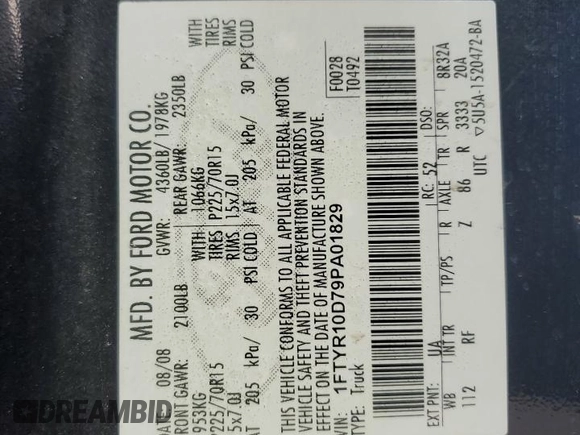 MFD. BY FORD MOTOR CO.
08/08 GVWR: 4360LB/ 1978KG
FRONT GAWR: 2100LB REAR GAWR: 2350LB
953KG WITH 1066KG WITH
P225/70R15 TIRES P225/70R15 TIRES
15x7.0J RIMS 15x7.0J RIMS
AT 205 kPa/ 30 PSI COLD AT 205 kPa/ 30 PSI COLD
THIS VEHICLE CONFORMS TO ALL APPLICABLE FEDERAL MOTOR
VEHICLE SAFETY AND THEFT PREVENTION STANDARDS IN
EFFECT ON THE DATE OF MANUFACTURE SHOWN ABOVE.
VIN: 1FTYR10D79PA01829
TYPE: Truck
F0028
T0492
EXT PNT: UA RC: 52 DSO:
WB INT TR TP/PS R AXLE TR SPR 8R32A
112 RF Z 86 R 3333 20A
UTC ▽5U5A-1520472-BA
DREAMBID